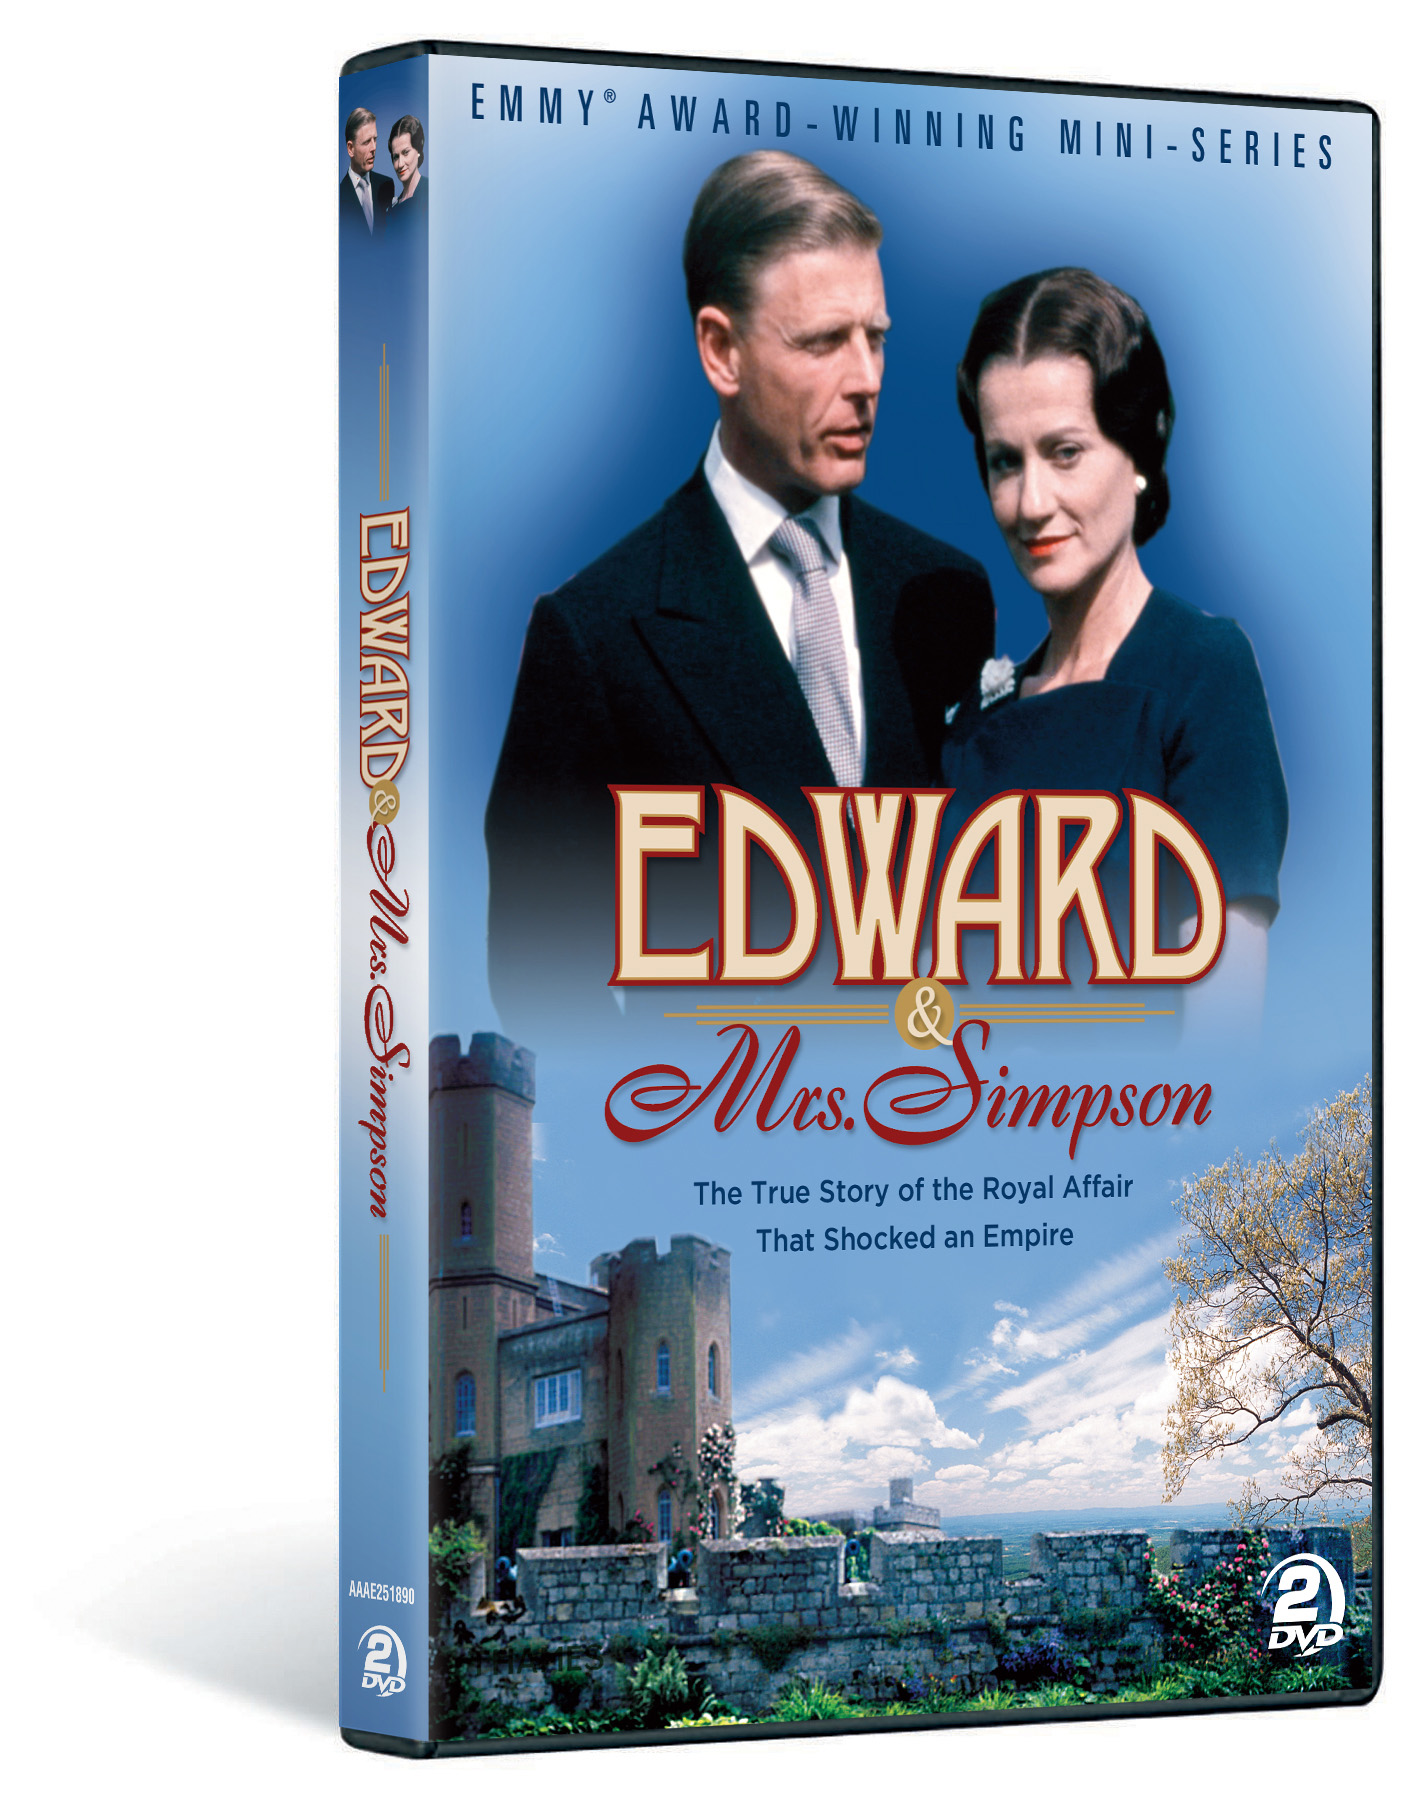 EMMY® AWARD-WINNING MINI-SERIES
EDWARD
&
Mrs. Simpson
The True Story of the Royal Affair
That Shocked an Empire
2
DVD
EDWARD & Mrs. Simpson
AAAE251890
2
DVD